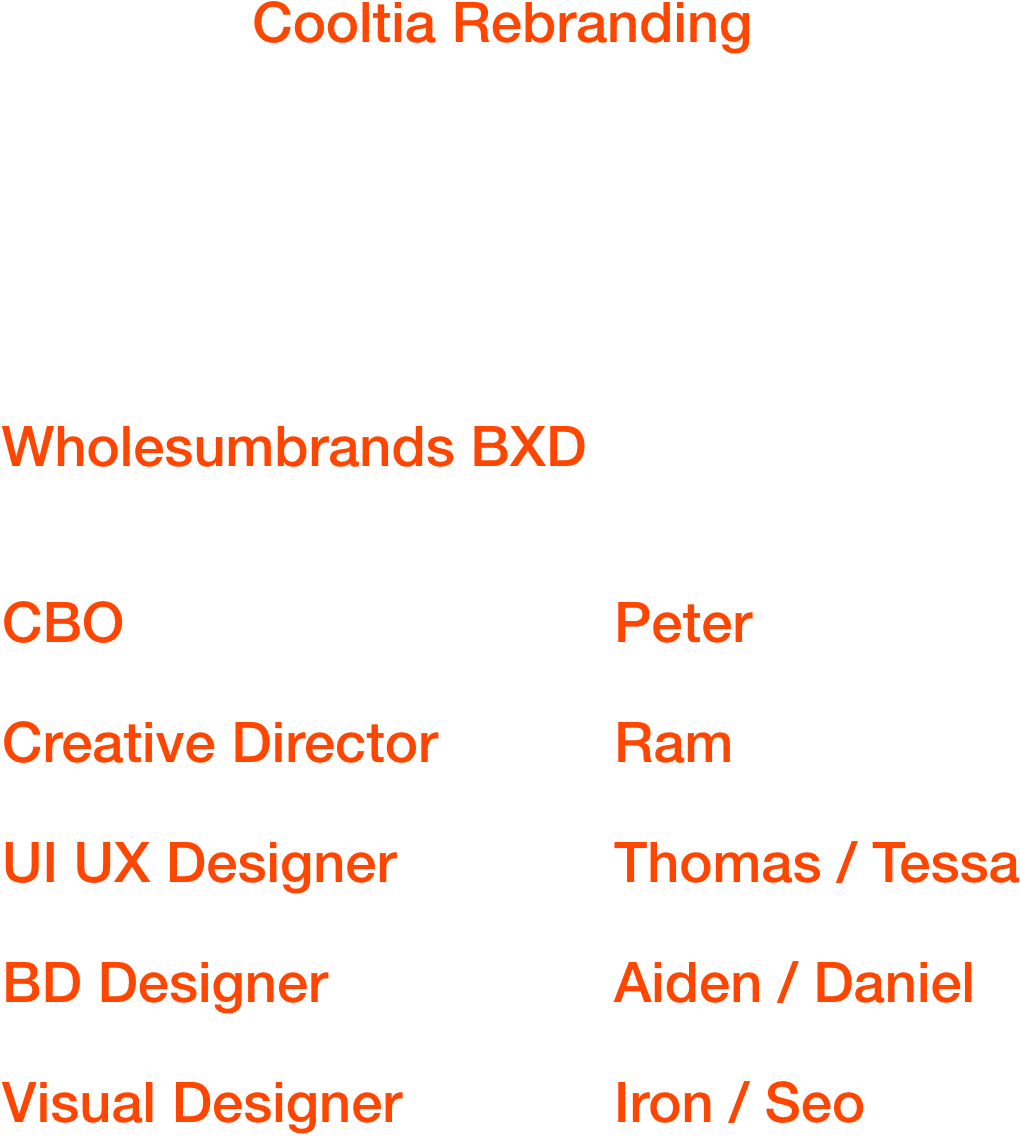 Cooltia Rebranding
Wholesumbrands BXD
CBO Peter
Creative Director Ram
UI UX Designer Thomas / Tessa
BD Designer Aiden / Daniel
Visual Designer Iron / Seo